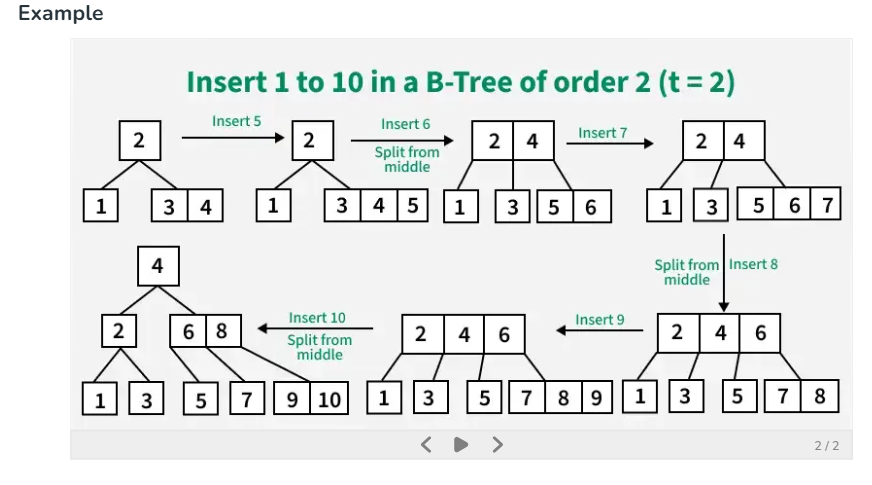 Example
Insert 1 to 10 in a B-Tree of order 2 (t = 2)
2
1 3 4
Insert 5
2
1 3 4 5
Insert 6
Split from
middle
2 4
1 3 5 6
Insert 7
2 4
1 3 5 6 7
Split from
middle
Insert 8
2 4 6
1 3 5 7 8
Insert 9
2 4 6
1 3 5 7 8 9
Insert 10
Split from
middle
4
2 6 8
1 3 5 7 9 10
2 / 2